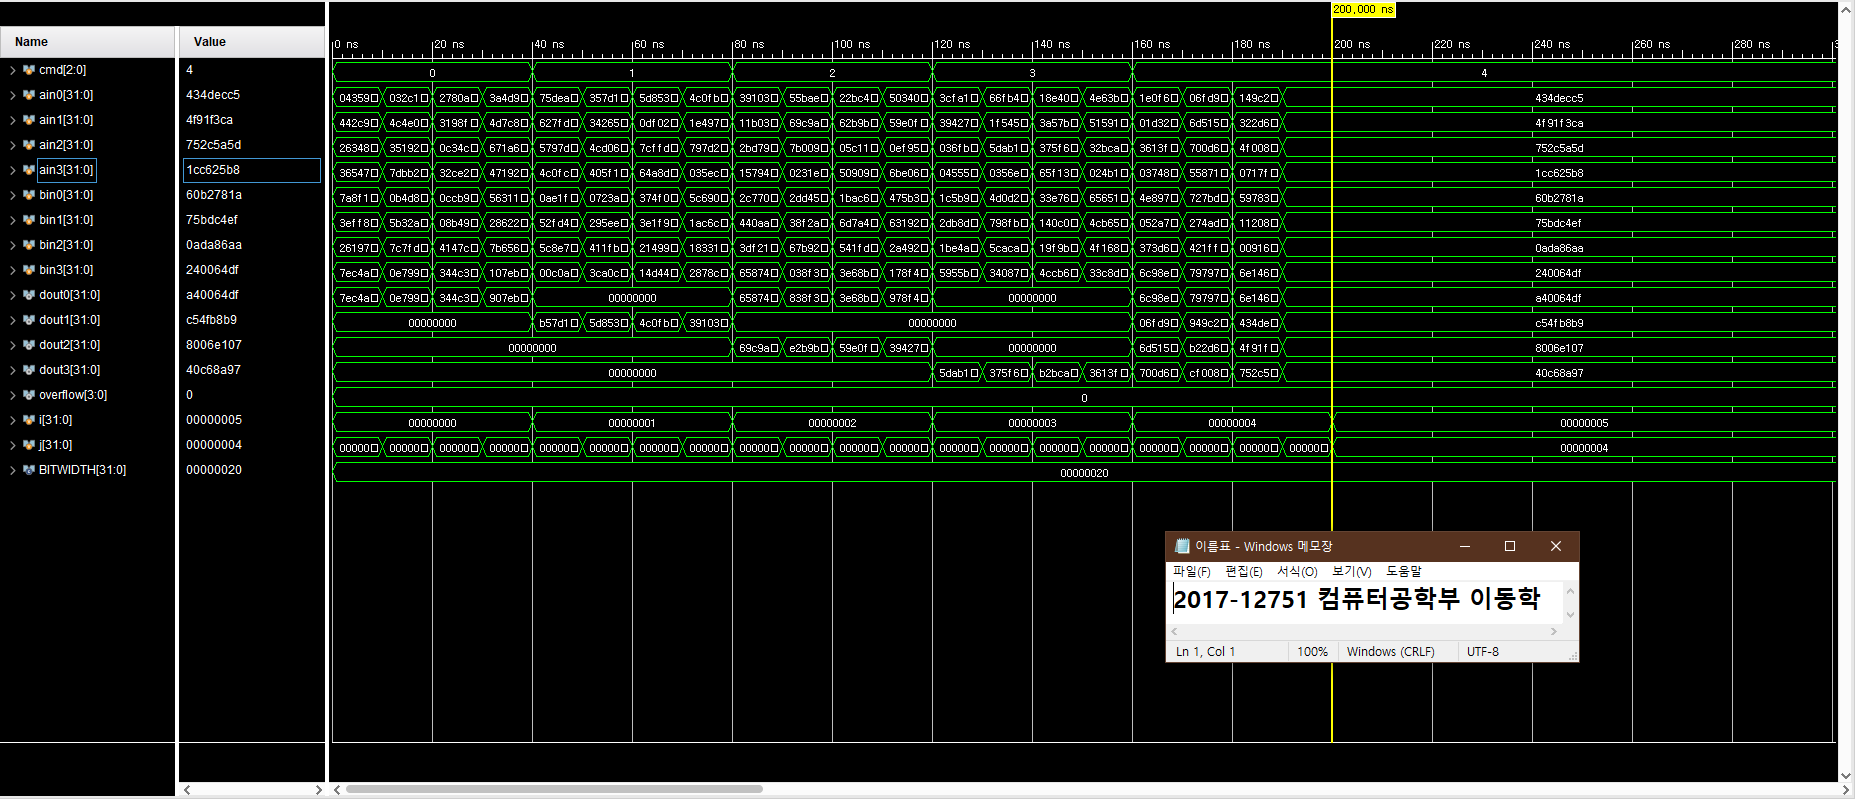 200,000 ns
Name Value
0 ns 20 ns 40 ns 60 ns 80 ns 100 ns 120 ns 140 ns 160 ns 180 ns 200 ns 220 ns 240 ns 260 ns 280 ns
cmd[2:0] 4 0 1 2 3 4
ain0[31:0] 434decc5 04359 032c1 2780a 3a4d9 75dea 357d1 5d853 4c0fb 39103 55bae 22bc4 50340 3cfa1 66fb4 18e40 4e63b 1e0f6 06fd9 149c2 434decc5
ain1[31:0] 4f91f3ca 442c9 4c4e0 3198f 4d7c8 627fd 34265 0df02 1e497 11b03 69c9a 62b9b 59e0f 39427 1f545 3a57b 51591 01d32 6d515 322d6 4f91f3ca
ain2[31:0] 752c5a5d 26348 35192 0c34c 671a6 5797d 4cd06 7cffd 797d2 2bd79 7b009 05c11 0ef95 036fb 5dab1 375f6 32bca 3613f 700d6 4f008 752c5a5d
ain3[31:0] 1cc625b8 36547 7dbb2 32ce2 47192 4c0fc 405f1 64a8d 035ec 15794 0231e 50909 6be06 04555 0356e 65f13 024b1 03748 55871 0717f 1cc625b8
bin0[31:0] 60b2781a 7a8f1 0b4d8 0ccb9 56311 0ae1f 0723a 374f0 5c690 2c770 2dd45 1bac6 475b3 1c5b9 4d0d2 33e76 65651 4e897 727bd 59783 60b2781a
bin1[31:0] 75bdc4ef 3eff8 5b32a 08b49 28622 52fd4 295ee 3e1f9 1ac6c 440aa 38f2a 6d7a4 63192 2db8d 798fb 140c0 4cb65 052a7 274ad 11208 75bdc4ef
bin2[31:0] 0ada86aa 26197 7c7fd 4147c 7b656 5c8e7 411fb 21499 18331 3df21 67b92 541fd 2a492 1be4a 5caca 19f9b 4f168 373d6 421ff 00916 0ada86aa
bin3[31:0] 240064df 7ec4a 0e799 344c3 107eb 00c0a 3ca0c 14d44 2878c 65874 038f3 3e68b 178f4 5955b 34087 4ccb6 33c8d 6c98e 79797 6e146 240064df
dout0[31:0] a40064df 7ec4a 0e799 344c3 907eb 00000000 65874 838f3 3e68b 978f4 00000000 6c98e 79797 6e146 a40064df
dout1[31:0] c54fb8b9 00000000 b57d1 5d853 4c0fb 39103 00000000 06fd9 949c2 434de c54fb8b9
dout2[31:0] 8006e107 00000000 69c9a e2b9b 59e0f 39427 00000000 6d515 b22d6 4f91f 8006e107
dout3[31:0] 40c68a97 00000000 5dab1 375f6 b2bca 3613f 700d6 cf008 752c5 40c68a97
overflow[3:0] 0 0
i[31:0] 00000005 00000000 00000001 00000002 00000003 00000004 00000005
j[31:0] 00000004 00000 00000 00000 00000 00000 00000 00000 00000 00000 00000 00000 00000 00000 00000 00000 00000 00000 00000 00000 00000 00000004
BITWIDTH[31:0] 00000020 00000020
이름표 - Windows 메모장
파일(F) 편집(E) 서식(O) 보기(V) 도움말
2017-12751 컴퓨터공학부 이동학
Ln 1, Col 1 100% Windows (CRLF) UTF-8